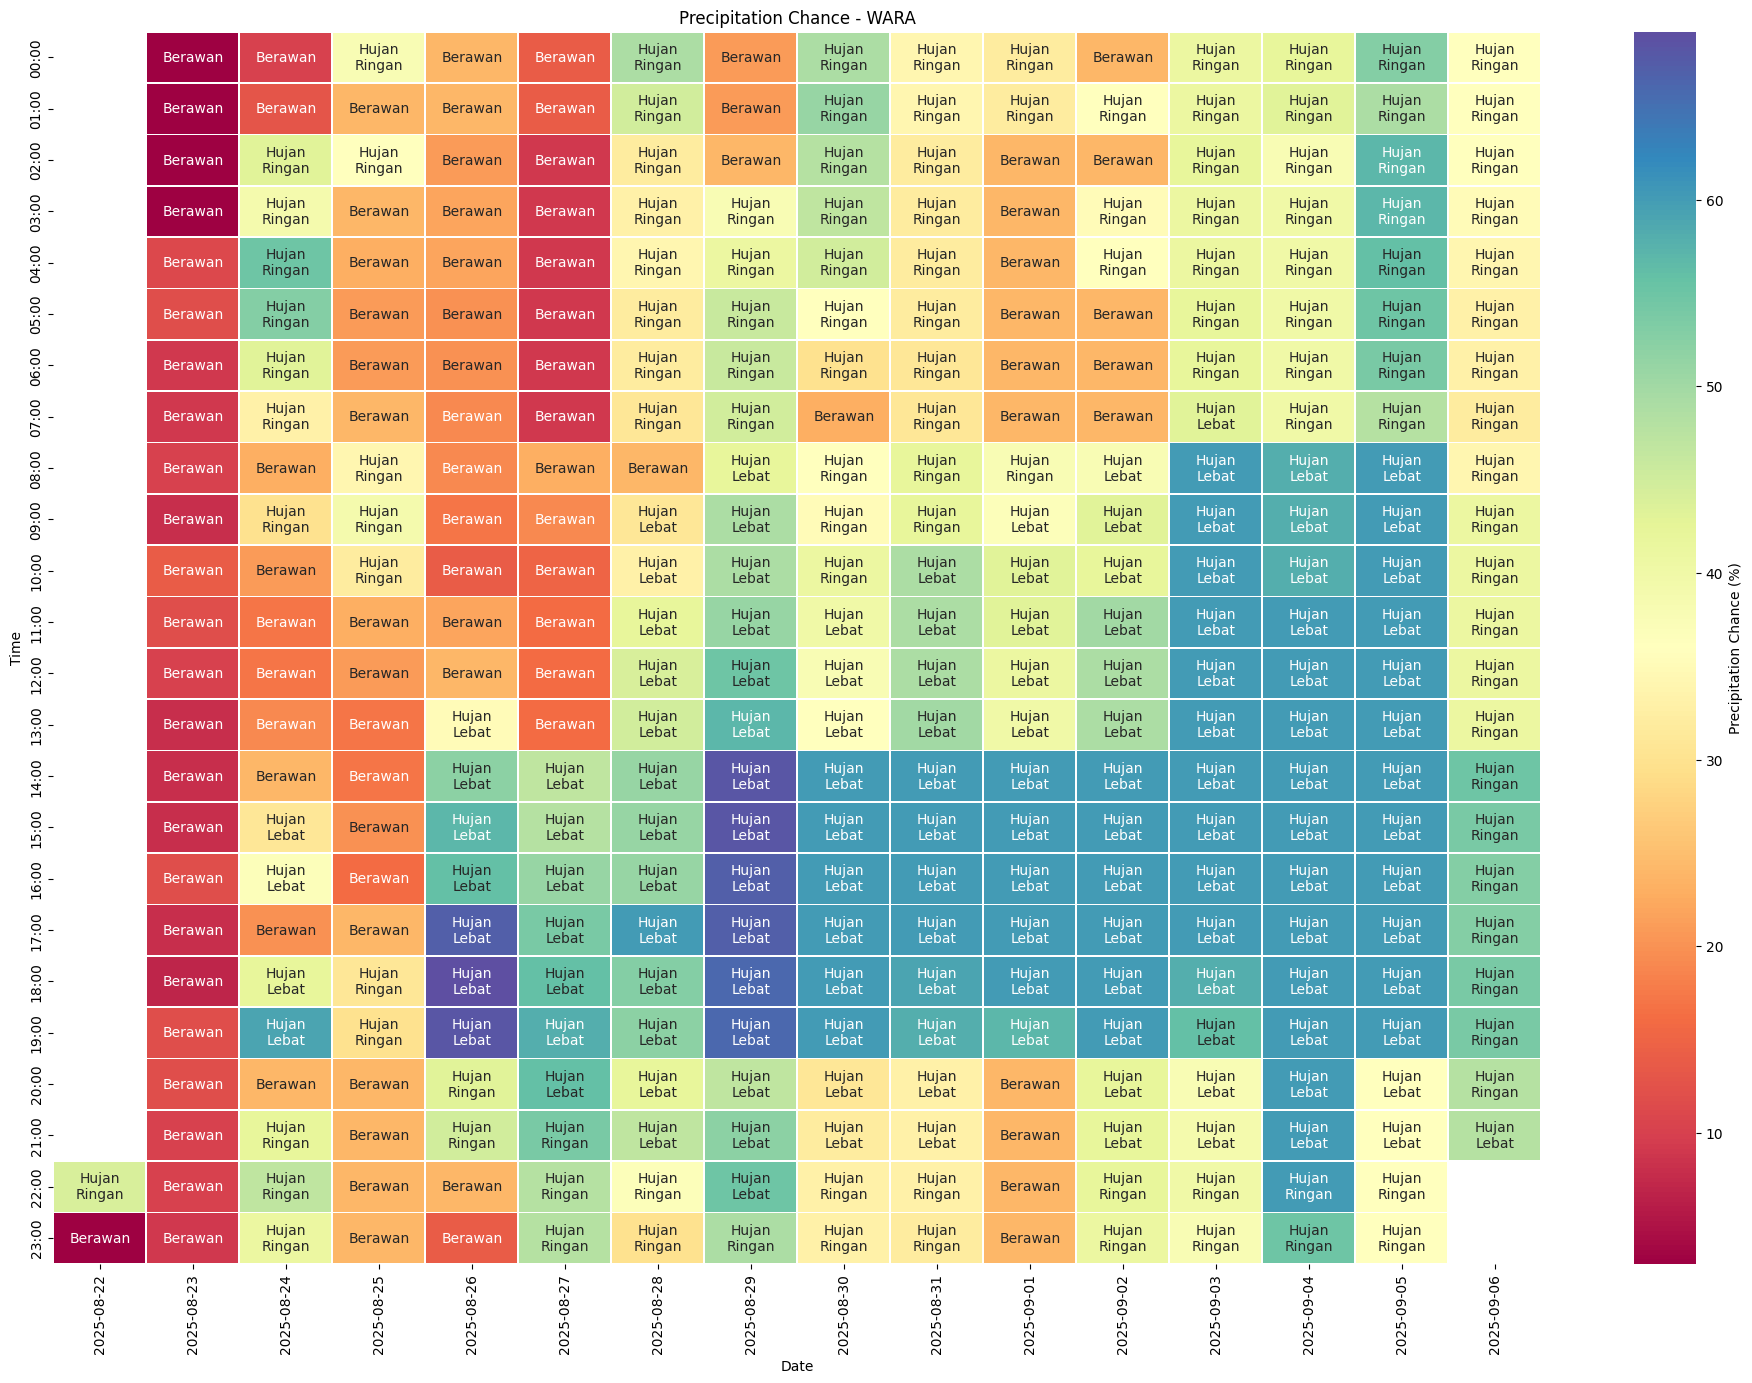 Precipitation Chance - WARA
00:00 Berawan Berawan Hujan Ringan Berawan Berawan Hujan Ringan Berawan Hujan Ringan Hujan Ringan Hujan Ringan Berawan Hujan Ringan Hujan Ringan Hujan Ringan Hujan Ringan
01:00 Berawan Berawan Berawan Berawan Berawan Hujan Ringan Berawan Hujan Ringan Hujan Ringan Hujan Ringan Hujan Ringan Hujan Ringan Hujan Ringan Hujan Ringan Hujan Ringan
02:00 Berawan Hujan Ringan Hujan Ringan Berawan Berawan Hujan Ringan Berawan Hujan Ringan Hujan Ringan Berawan Berawan Hujan Ringan Hujan Ringan Hujan Ringan Hujan Ringan
03:00 Berawan Hujan Ringan Berawan Berawan Berawan Hujan Ringan Hujan Ringan Hujan Ringan Hujan Ringan Berawan Hujan Ringan Hujan Ringan Hujan Ringan Hujan Ringan Hujan Ringan
04:00 Berawan Hujan Ringan Berawan Berawan Berawan Hujan Ringan Hujan Ringan Hujan Ringan Hujan Ringan Berawan Hujan Ringan Hujan Ringan Hujan Ringan Hujan Ringan Hujan Ringan
05:00 Berawan Hujan Ringan Berawan Berawan Berawan Hujan Ringan Hujan Ringan Hujan Ringan Hujan Ringan Berawan Berawan Hujan Ringan Hujan Ringan Hujan Ringan Hujan Ringan
06:00 Berawan Hujan Ringan Berawan Berawan Berawan Hujan Ringan Hujan Ringan Hujan Ringan Hujan Ringan Berawan Berawan Hujan Ringan Hujan Ringan Hujan Ringan Hujan Ringan
07:00 Berawan Hujan Ringan Berawan Berawan Berawan Hujan Ringan Hujan Ringan Berawan Hujan Ringan Berawan Berawan Hujan Lebat Hujan Ringan Hujan Ringan Hujan Ringan
08:00 Berawan Berawan Hujan Ringan Berawan Berawan Berawan Hujan Lebat Hujan Ringan Hujan Ringan Hujan Ringan Hujan Lebat Hujan Lebat Hujan Lebat Hujan Lebat Hujan Ringan
09:00 Berawan Hujan Ringan Hujan Ringan Berawan Berawan Hujan Lebat Hujan Lebat Hujan Ringan Hujan Ringan Hujan Lebat Hujan Lebat Hujan Lebat Hujan Lebat Hujan Lebat Hujan Ringan
10:00 Berawan Berawan Hujan Ringan Berawan Berawan Hujan Lebat Hujan Lebat Hujan Ringan Hujan Lebat Hujan Lebat Hujan Lebat Hujan Lebat Hujan Lebat Hujan Lebat Hujan Ringan
11:00 Berawan Berawan Berawan Berawan Berawan Hujan Lebat Hujan Lebat Hujan Lebat Hujan Lebat Hujan Lebat Hujan Lebat Hujan Lebat Hujan Lebat Hujan Lebat Hujan Ringan
12:00 Berawan Berawan Berawan Berawan Berawan Hujan Lebat Hujan Lebat Hujan Lebat Hujan Lebat Hujan Lebat Hujan Lebat Hujan Lebat Hujan Lebat Hujan Lebat Hujan Ringan
13:00 Berawan Berawan Berawan Hujan Lebat Berawan Hujan Lebat Hujan Lebat Hujan Lebat Hujan Lebat Hujan Lebat Hujan Lebat Hujan Lebat Hujan Lebat Hujan Lebat Hujan Ringan
14:00 Berawan Berawan Berawan Hujan Lebat Hujan Lebat Hujan Lebat Hujan Lebat Hujan Lebat Hujan Lebat Hujan Lebat Hujan Lebat Hujan Lebat Hujan Lebat Hujan Lebat Hujan Ringan
15:00 Berawan Hujan Lebat Berawan Hujan Lebat Hujan Lebat Hujan Lebat Hujan Lebat Hujan Lebat Hujan Lebat Hujan Lebat Hujan Lebat Hujan Lebat Hujan Lebat Hujan Lebat Hujan Ringan
16:00 Berawan Hujan Lebat Berawan Hujan Lebat Hujan Lebat Hujan Lebat Hujan Lebat Hujan Lebat Hujan Lebat Hujan Lebat Hujan Lebat Hujan Lebat Hujan Lebat Hujan Lebat Hujan Ringan
17:00 Berawan Berawan Berawan Hujan Lebat Hujan Lebat Hujan Lebat Hujan Lebat Hujan Lebat Hujan Lebat Hujan Lebat Hujan Lebat Hujan Lebat Hujan Lebat Hujan Lebat Hujan Ringan
18:00 Berawan Hujan Lebat Hujan Ringan Hujan Lebat Hujan Lebat Hujan Lebat Hujan Lebat Hujan Lebat Hujan Lebat Hujan Lebat Hujan Lebat Hujan Lebat Hujan Lebat Hujan Lebat Hujan Ringan
19:00 Berawan Hujan Lebat Hujan Ringan Hujan Lebat Hujan Lebat Hujan Lebat Hujan Lebat Hujan Lebat Hujan Lebat Hujan Lebat Hujan Lebat Hujan Lebat Hujan Lebat Hujan Lebat Hujan Ringan
20:00 Berawan Berawan Berawan Hujan Ringan Hujan Lebat Hujan Lebat Hujan Lebat Hujan Lebat Hujan Lebat Berawan Hujan Lebat Hujan Lebat Hujan Lebat Hujan Lebat Hujan Ringan
21:00 Berawan Hujan Ringan Berawan Hujan Ringan Hujan Ringan Hujan Lebat Hujan Lebat Hujan Lebat Hujan Lebat Berawan Hujan Lebat Hujan Lebat Hujan Lebat Hujan Lebat Hujan Lebat
22:00 Hujan Ringan Berawan Hujan Ringan Berawan Berawan Hujan Ringan Hujan Ringan Hujan Lebat Hujan Ringan Hujan Ringan Berawan Hujan Ringan Hujan Ringan Hujan Ringan Hujan Ringan
23:00 Berawan Berawan Hujan Ringan Berawan Berawan Hujan Ringan Hujan Ringan Hujan Ringan Hujan Ringan Hujan Ringan Berawan Hujan Ringan Hujan Ringan Hujan Ringan Hujan Ringan
Time
2025-08-22 2025-08-23 2025-08-24 2025-08-25 2025-08-26 2025-08-27 2025-08-28 2025-08-29 2025-08-30 2025-08-31 2025-09-01 2025-09-02 2025-09-03 2025-09-04 2025-09-05 2025-09-06
Date
60
50
40
30
20
10
Precipitation Chance (%)